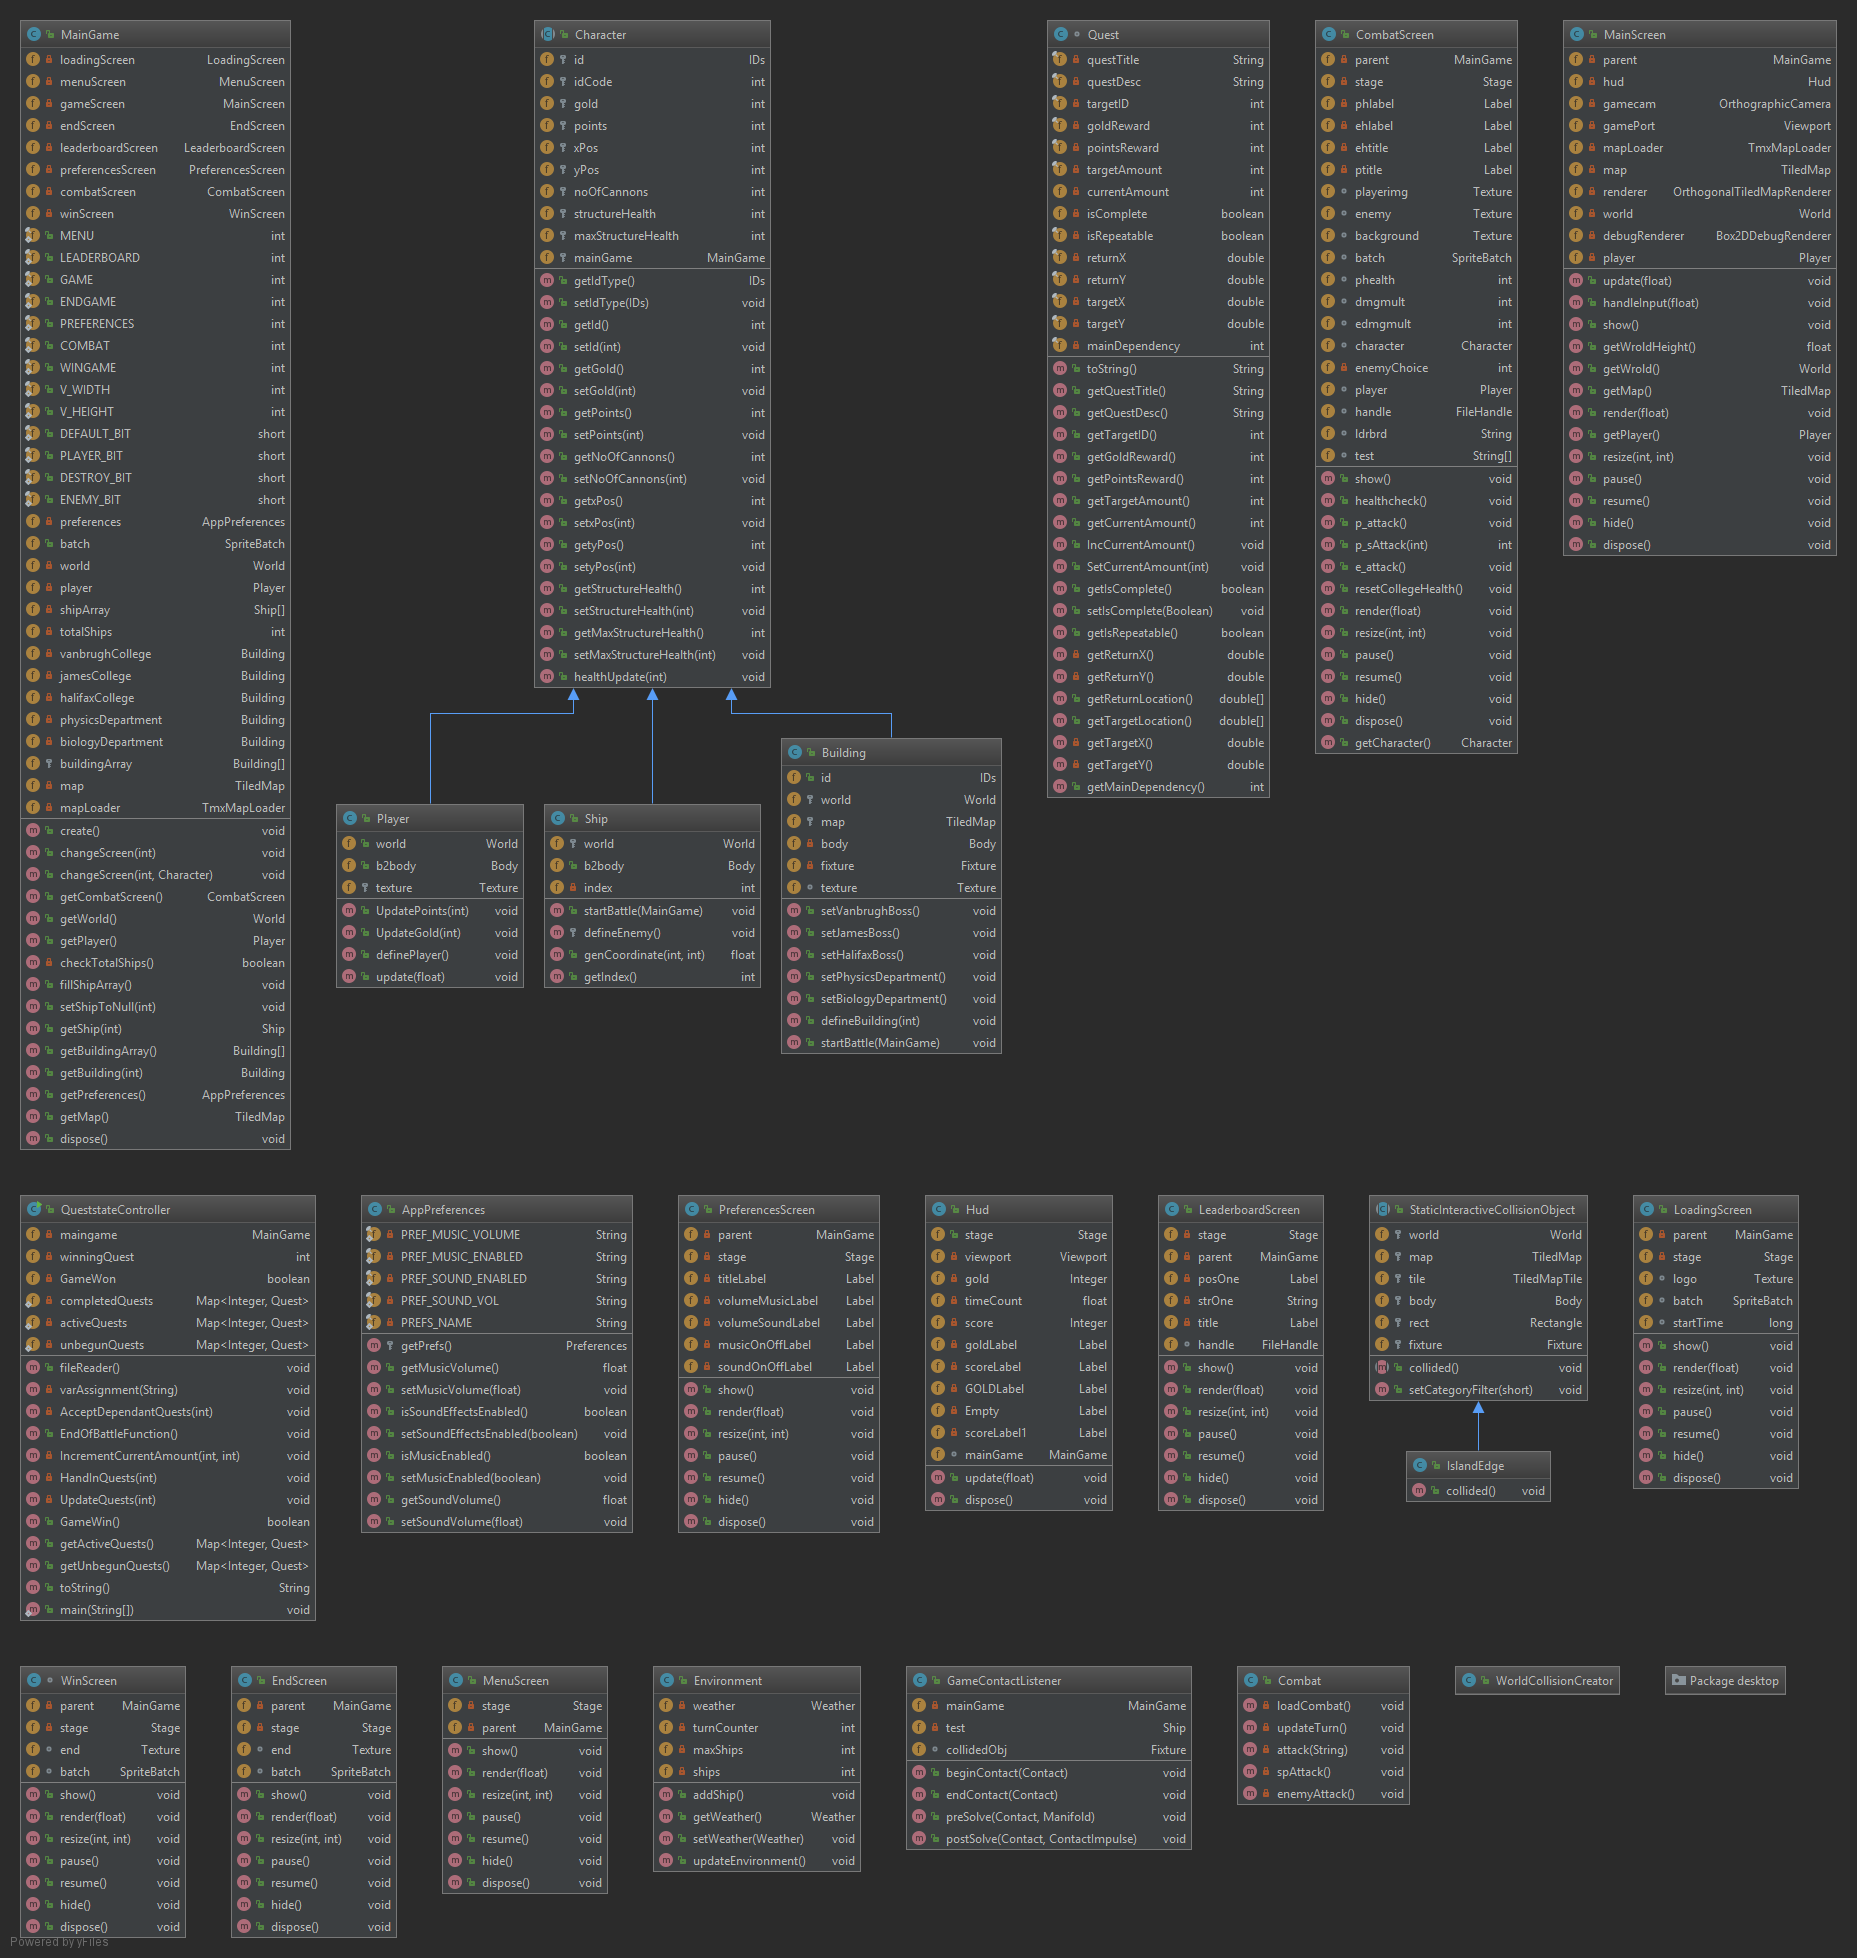 MainGame
loadingScreen LoadingScreen
menuScreen MenuScreen
gameScreen MainScreen
endScreen EndScreen
leaderboardScreen LeaderboardScreen
preferencesScreen PreferencesScreen
combatScreen CombatScreen
winScreen WinScreen
MENU int
LEADERBOARD int
GAME int
ENDGAME int
PREFERENCES int
COMBAT int
WINGAME int
V_WIDTH int
V_HEIGHT int
DEFAULT_BIT short
PLAYER_BIT short
DESTROY_BIT short
ENEMY_BIT short
preferences AppPreferences
batch SpriteBatch
world World
player Player
shipArray Ship[]
totalShips int
vanbrughCollege Building
jamesCollege Building
halifaxCollege Building
physicsDepartment Building
biologyDepartment Building
buildingArray Building[]
map TiledMap
mapLoader TmxMapLoader
create() void
changeScreen(int) void
changeScreen(int, Character) void
getCombatScreen() CombatScreen
getWorld() World
getPlayer() Player
checkTotalShips() boolean
fillShipArray() void
setShipToNull(int) void
getShip(int) Ship
getBuildingArray() Building[]
getBuilding(int) Building
getPreferences() AppPreferences
getMap() TiledMap
dispose() void
Character
id IDs
idCode int
gold int
points int
xPos int
yPos int
noOfCannons int
structureHealth int
maxStructureHealth int
mainGame MainGame
getIdType() IDs
setIdType(IDs) void
getId() int
setId(int) void
getGold() int
setGold(int) void
getPoints() int
setPoints(int) void
getNoOfCannons() int
setNoOfCannons(int) void
getxPos() int
setxPos(int) void
getyPos() int
setyPos(int) void
getStructureHealth() int
setStructureHealth(int) void
getMaxStructureHealth() int
setMaxStructureHealth(int) void
healthUpdate(int) void
Player
world World
b2body Body
texture Texture
UpdatePoints(int) void
UpdateGold(int) void
definePlayer() void
update(float) void
Ship
world World
b2body Body
index int
startBattle(MainGame) void
defineEnemy() void
genCoordinate(int, int) float
getIndex() int
Building
id IDs
world World
map TiledMap
body Body
fixture Fixture
texture Texture
setVanbrughBoss() void
setJamesBoss() void
setHalifaxBoss() void
setPhysicsDepartment() void
setBiologyDepartment() void
defineBuilding(int) void
startBattle(MainGame) void
Quest
questTitle String
questDesc String
targetID int
goldReward int
pointsReward int
targetAmount int
currentAmount int
isComplete boolean
isRepeatable boolean
returnX double
returnY double
targetX double
targetY double
mainDependency int
toString() String
getQuestTitle() String
getQuestDesc() String
getTargetID() int
getGoldReward() int
getPointsReward() int
getTargetAmount() int
getCurrentAmount() int
IncCurrentAmount() void
SetCurrentAmount(int) void
getIsComplete() boolean
setIsComplete(Boolean) void
getIsRepeatable() boolean
getReturnX() double
getReturnY() double
getReturnLocation() double[]
getTargetLocation() double[]
getTargetX() double
getTargetY() double
getMainDependency() int
CombatScreen
parent MainGame
stage Stage
phlabel Label
ehlabel Label
ehtitle Label
ptitle Label
playerimg Texture
enemy Texture
background Texture
batch SpriteBatch
phealth int
dmgmult int
edmgmult int
character Character
enemyChoice int
player Player
handle FileHandle
ldrbrd String
test String[]
show() void
healthcheck() void
p_attack() void
p_sAttack(int) int
e_attack() void
resetCollegeHealth() void
render(float) void
resize(int, int) void
pause() void
resume() void
hide() void
dispose() void
getCharacter() Character
MainScreen
parent MainGame
hud Hud
gamecam OrthographicCamera
gamePort Viewport
mapLoader TmxMapLoader
map TiledMap
renderer OrthogonalTiledMapRenderer
world World
debugRenderer Box2DDebugRenderer
player Player
update(float) void
handleInput(float) void
show() void
getWroldHeight() float
getWrold() World
getMap() TiledMap
render(float) void
getPlayer() Player
resize(int, int) void
pause() void
resume() void
hide() void
dispose() void
QueststateController
maingame MainGame
winningQuest int
GameWon boolean
completedQuests Map<Integer, Quest>
activeQuests Map<Integer, Quest>
unbegunQuests Map<Integer, Quest>
fileReader() void
varAssignment(String) void
AcceptDependantQuests(int) void
EndOfBattleFunction() void
IncrementCurrentAmount(int, int) void
HandInQuests(int) void
UpdateQuests(int) void
GameWin() boolean
getActiveQuests() Map<Integer, Quest>
getUnbegunQuests() Map<Integer, Quest>
toString() String
main(String[]) void
AppPreferences
PREF_MUSIC_VOLUME String
PREF_MUSIC_ENABLED String
PREF_SOUND_ENABLED String
PREF_SOUND_VOL String
PREFS_NAME String
getPrefs() Preferences
getMusicVolume() float
setMusicVolume(float) void
isSoundEffectsEnabled() boolean
setSoundEffectsEnabled(boolean) void
isMusicEnabled() boolean
setMusicEnabled(boolean) void
getSoundVolume() float
setSoundVolume(float) void
PreferencesScreen
parent MainGame
stage Stage
titleLabel Label
volumeMusicLabel Label
volumeSoundLabel Label
musicOnOffLabel Label
soundOnOffLabel Label
show() void
render(float) void
resize(int, int) void
pause() void
resume() void
hide() void
dispose() void
Hud
stage Stage
viewport Viewport
gold Integer
timeCount float
score Integer
goldLabel Label
scoreLabel Label
GOLDLabel Label
Empty Label
scoreLabel1 Label
mainGame MainGame
update(float) void
dispose() void
LeaderboardScreen
stage Stage
parent MainGame
posOne Label
strOne String
title Label
handle FileHandle
show() void
render(float) void
resize(int, int) void
pause() void
resume() void
hide() void
dispose() void
StaticInteractiveCollisionObject
world World
map TiledMap
tile TiledMapTile
body Body
rect Rectangle
fixture Fixture
collided() void
setCategoryFilter(short) void
IslandEdge
collided() void
LoadingScreen
parent MainGame
stage Stage
logo Texture
batch SpriteBatch
startTime long
show() void
render(float) void
resize(int, int) void
pause() void
resume() void
hide() void
dispose() void
WinScreen
parent MainGame
stage Stage
end Texture
batch SpriteBatch
show() void
render(float) void
resize(int, int) void
pause() void
resume() void
hide() void
dispose() void
EndScreen
parent MainGame
stage Stage
end Texture
batch SpriteBatch
show() void
render(float) void
resize(int, int) void
pause() void
resume() void
hide() void
dispose() void
MenuScreen
stage Stage
parent MainGame
show() void
render(float) void
resize(int, int) void
pause() void
resume() void
hide() void
dispose() void
Environment
weather Weather
turnCounter int
maxShips int
ships int
addShip() void
getWeather() Weather
setWeather(Weather) void
updateEnvironment() void
GameContactListener
mainGame MainGame
test Ship
collidedObj Fixture
beginContact(Contact) void
endContact(Contact) void
preSolve(Contact, Manifold) void
postSolve(Contact, ContactImpulse) void
Combat
loadCombat() void
updateTurn() void
attack(String) void
spAttack() void
enemyAttack() void
WorldCollisionCreator
Package desktop
Powered by yFiles